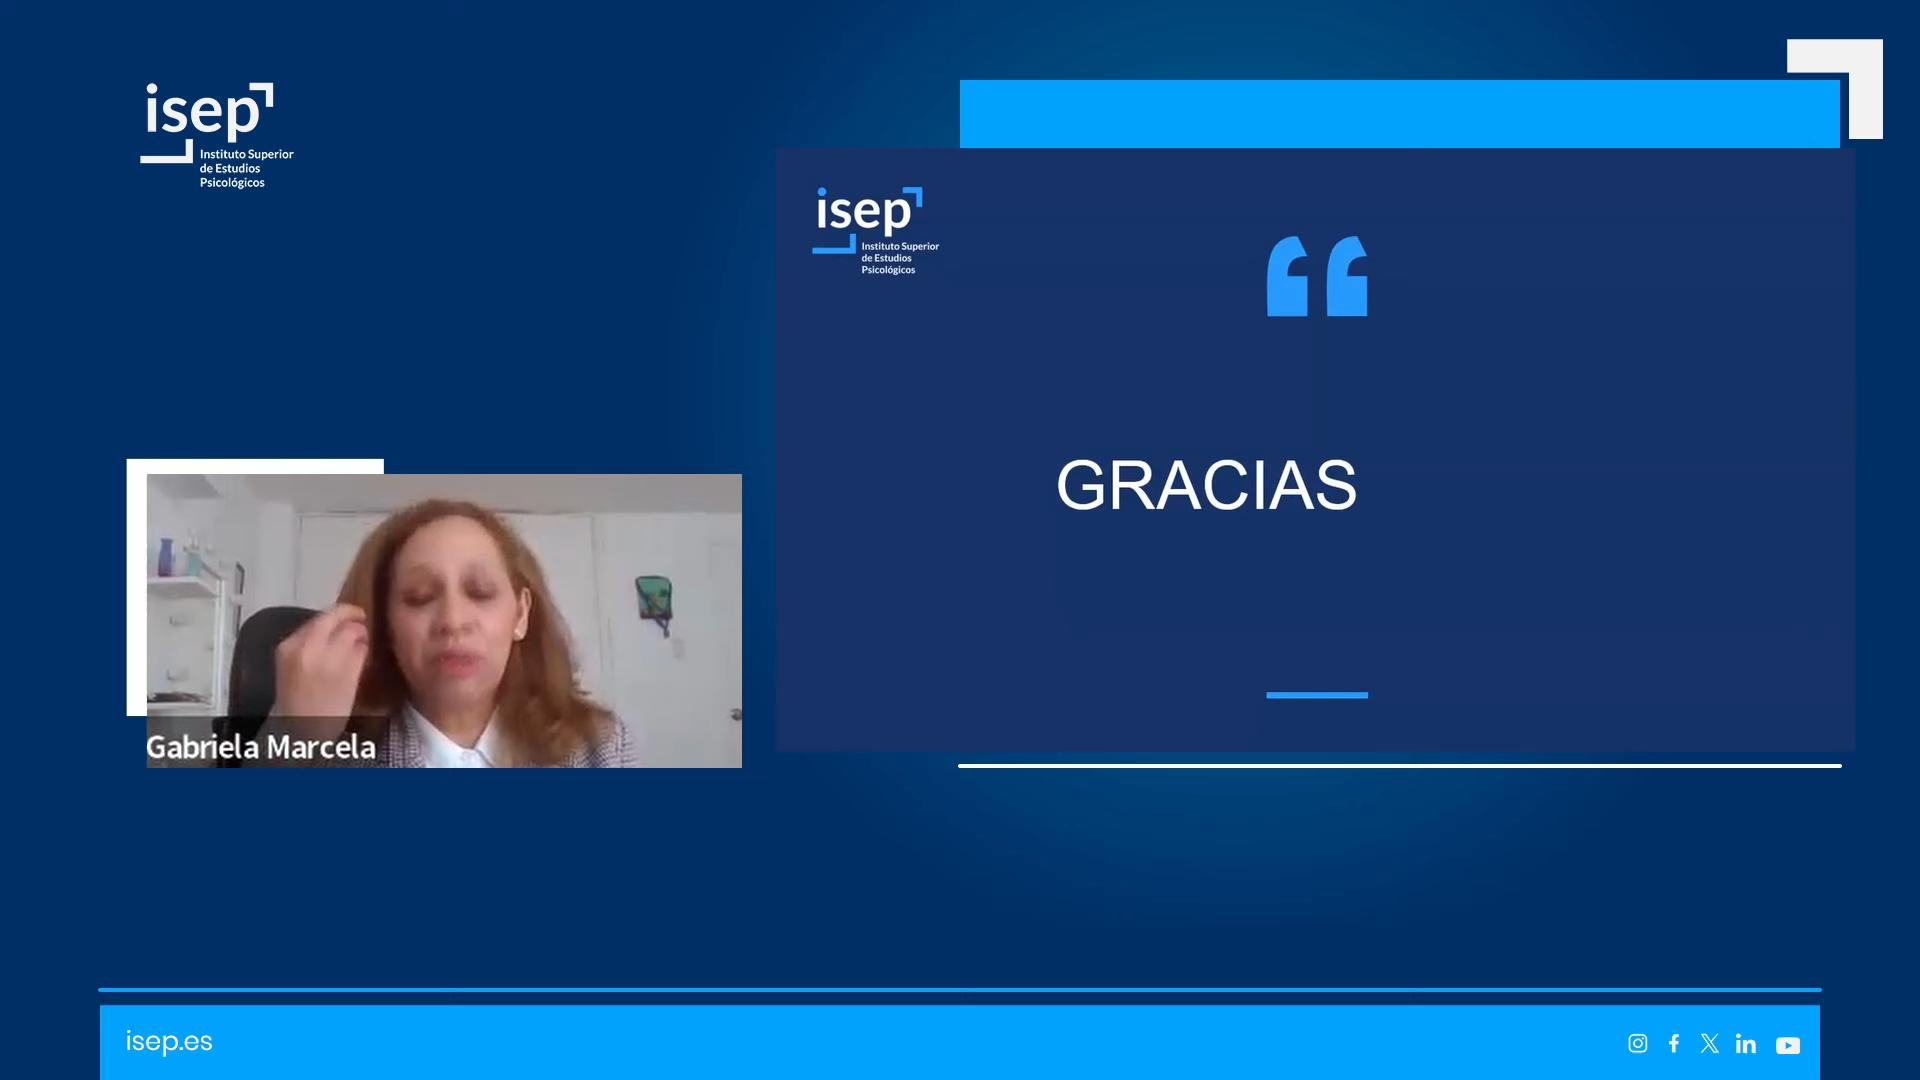 isep
Instituto Superior
de Estudios
Psicológicos
isep
Instituto Superior
de Estudios
Psicológicos
“
GRACIAS
Gabriela Marcela
isep.es